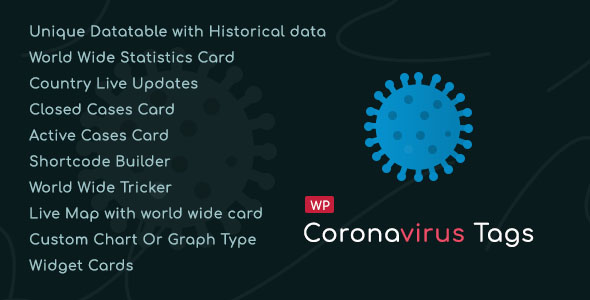 Unique Datatable with Historical data
World Wide Statistics Card
Country Live Updates
Closed Cases Card
Active Cases Card
Shortcode Builder
World Wide Tricker
Live Map with world wide card
Custom Chart Or Graph Type
Widget Cards
WP
Coronavirus Tags